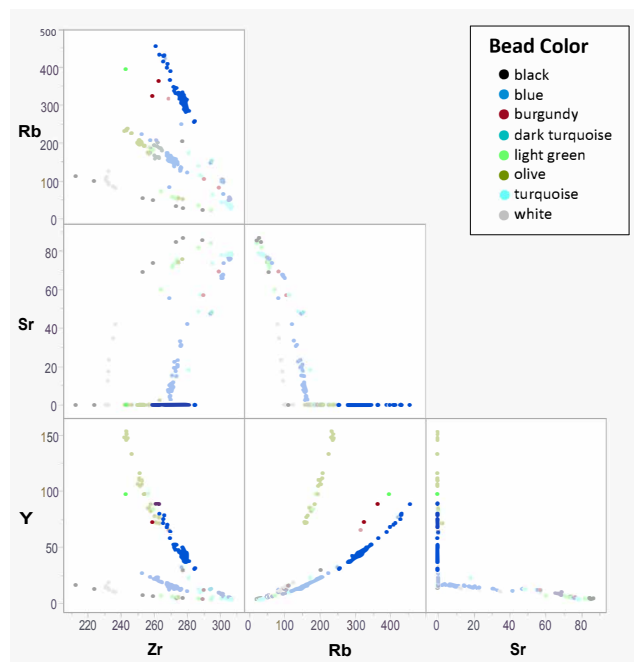 500
400
300
200
100
0
Rb
Bead Color
black
blue
burgundy
dark turquoise
light green
olive
turquoise
white
80
60
40
20
0
Sr
150
100
50
0
Y
220 240 260 280 300 0 100 200 300 400 0 20 40 60 80
Zr Rb Sr